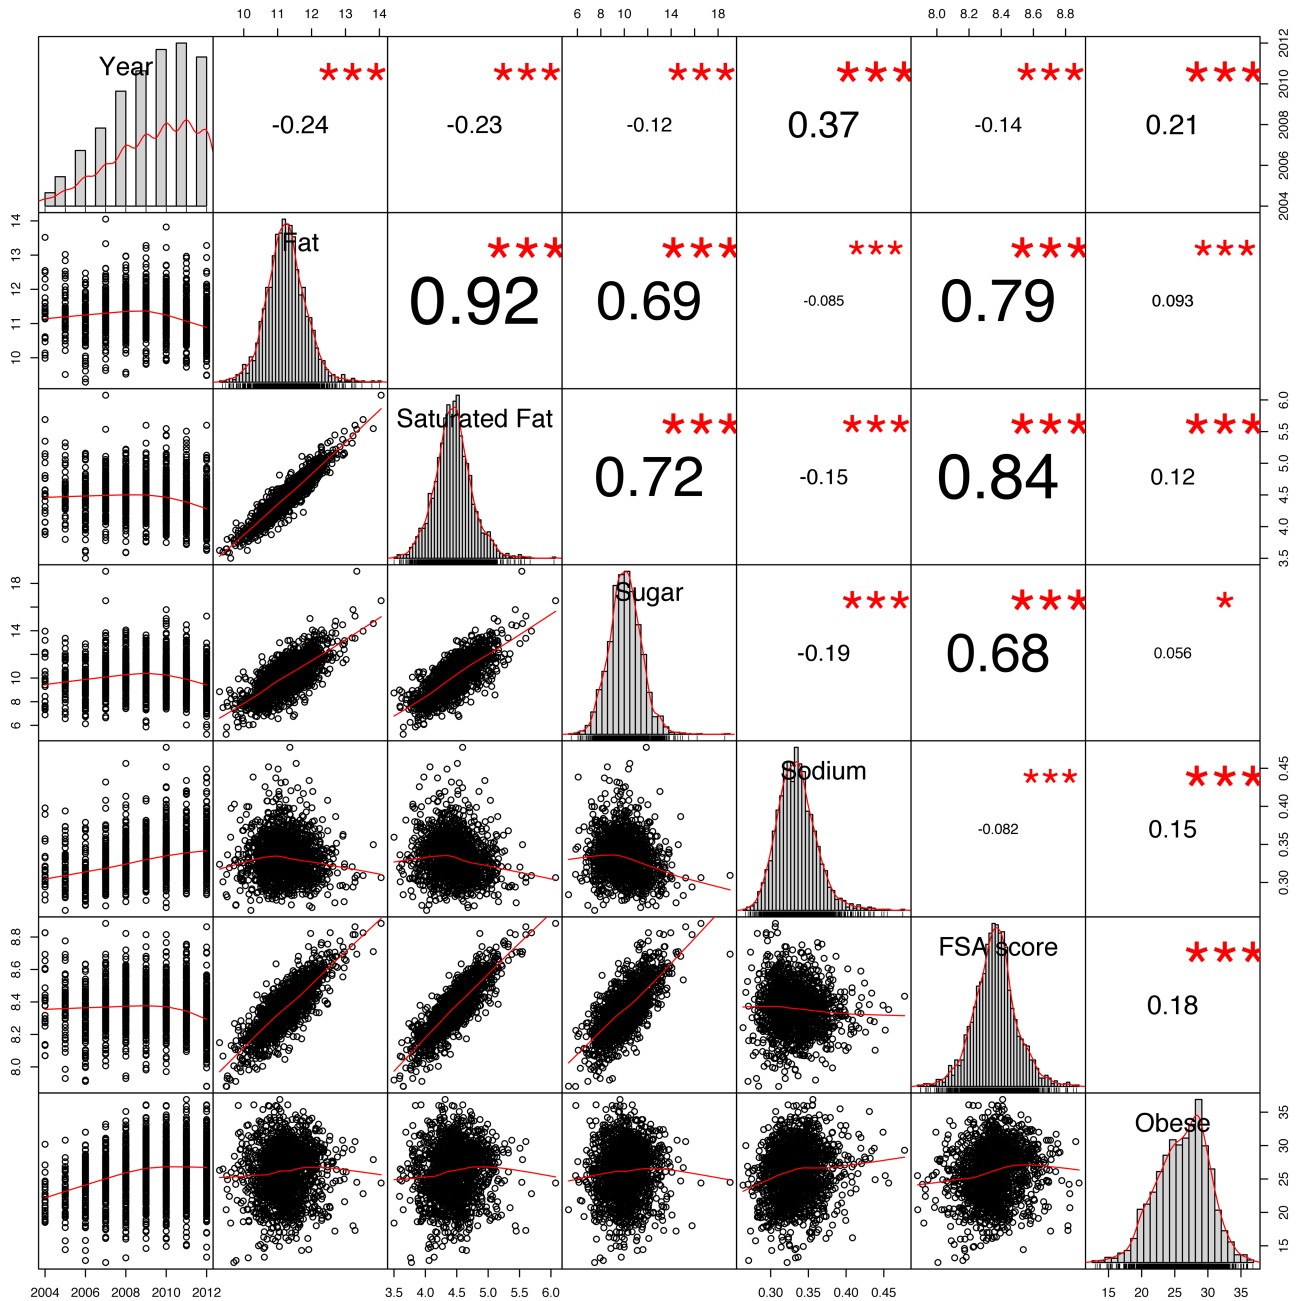 10 11 12 13 14 6 8 10 14 18 8.0 8.2 8.4 8.6 8.8
Year *** *** *** *** *** ***
-0.24 -0.23 -0.12 0.37 -0.14 0.21
2004 2006 2008 2010 2012
Fat *** *** *** *** ***
0.92 0.69 -0.085 0.79 0.093
10 11 12 13 14
Saturated Fat *** *** *** ***
0.72 -0.15 0.84 0.12
3.5 4.0 4.5 5.0 5.5 6.0
Sugar *** *** *
-0.19 0.68 0.056
6 8 10 14 18
Sodium *** ***
-0.082 0.15
0.30 0.35 0.40 0.45
FSA score ***
0.18
8.0 8.2 8.4 8.6 8.8
Obese
15 20 25 30 35
2004 2006 2008 2010 2012 3.5 4.0 4.5 5.0 5.5 6.0 0.30 0.35 0.40 0.45 15 20 25 30 35